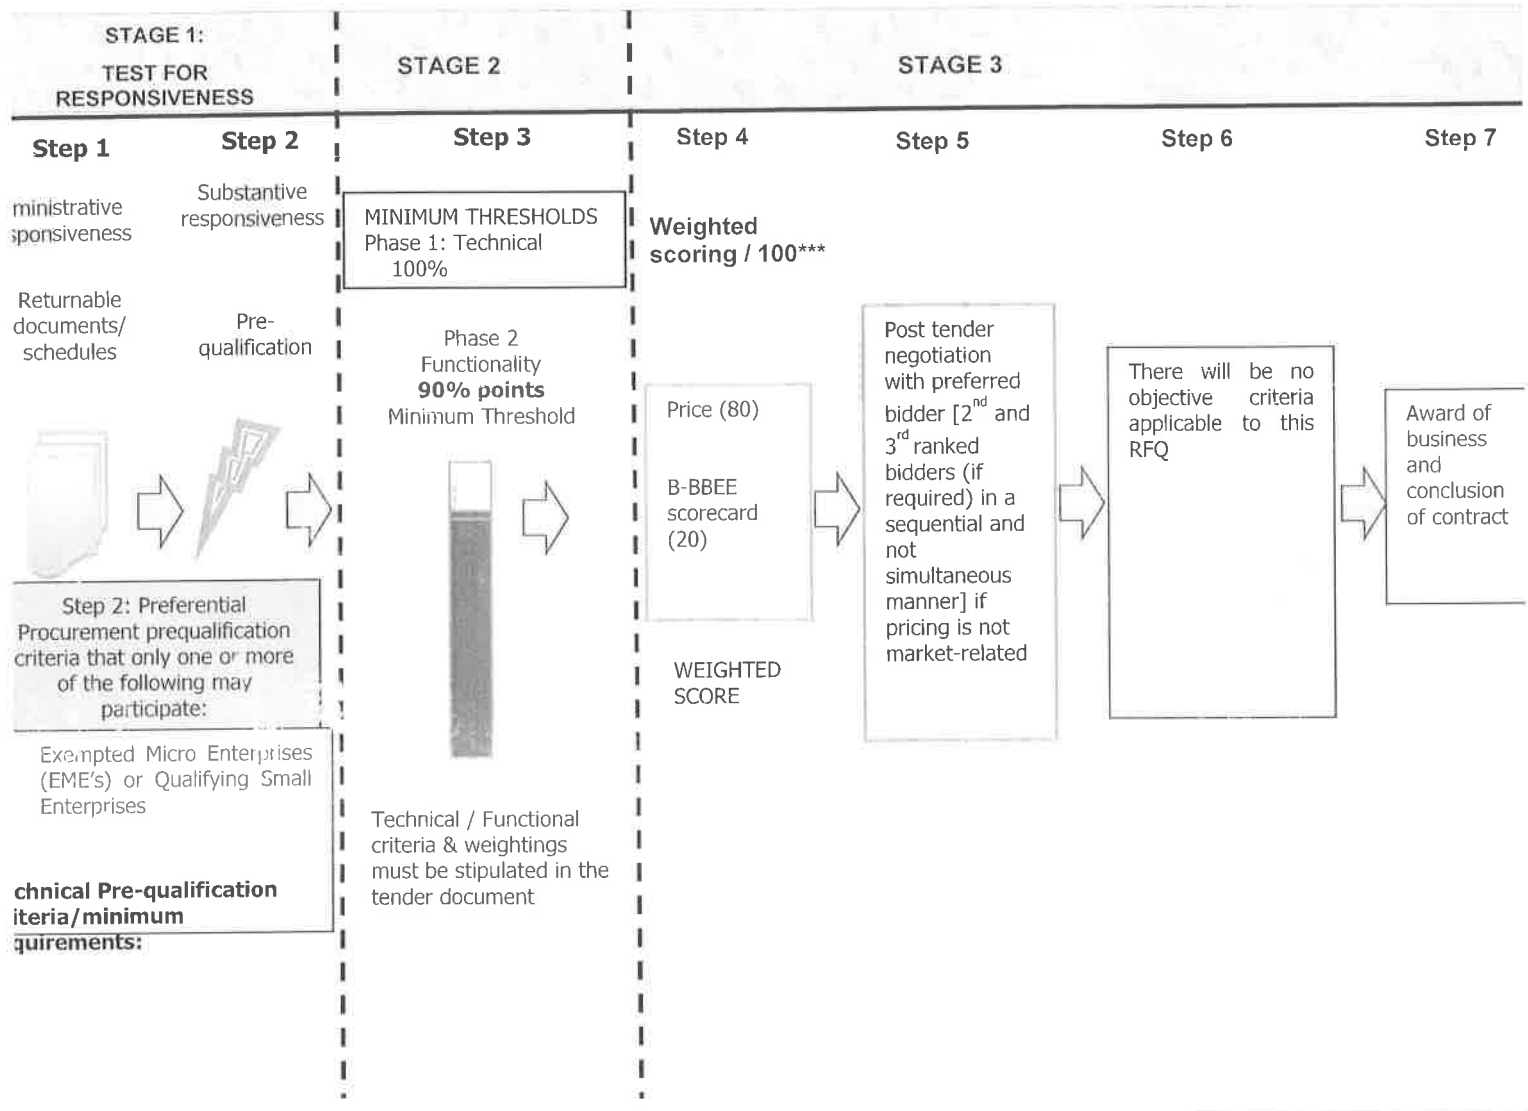 STAGE 1:
TEST FOR
RESPONSIVENESS
STAGE 2
STAGE 3
Step 1
Step 2
Step 3
Step 4
Step 5
Step 6
Step 7
ministrative
sponsiveness
Returnable
documents/
schedules
Substantive
responsiveness
Pre-
qualification
Step 2: Preferential
Procurement prequalification
criteria that only one or more
of the following may
participate:
Exempted Micro Enterprises
(EME's) or Qualifying Small
Enterprises
chnical Pre-qualification
iteria/minimum
quirements:
MINIMUM THRESHOLDS
Phase 1: Technical
100%
Phase 2
Functionality
90% points
Minimum Threshold
Technical / Functional
criteria & weightings
must be stipulated in the
tender document
Weighted
scoring / 100***
Price (80)
B-BBEE
scorecard
(20)
WEIGHTED
SCORE
Post tender
negotiation
with preferred
bidder [2nd and
3rd ranked
bidders (if
required) in a
sequential and
not
simultaneous
manner] if
pricing is not
market-related
There will be no
objective criteria
applicable to this
RFQ
Award of
business
and
conclusion
of contract